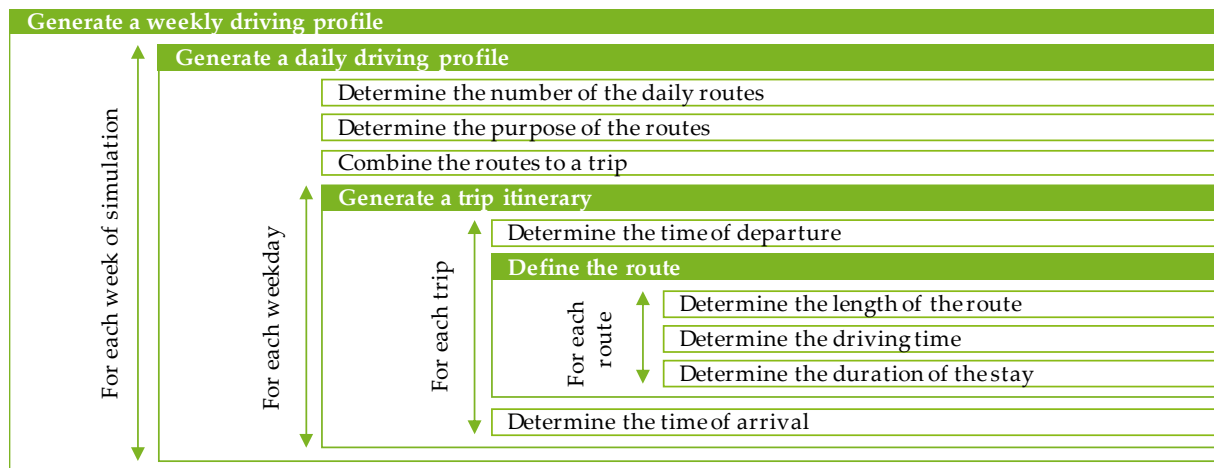 Generate a weekly driving profile
For each week of simulation
Generate a daily driving profile
Determine the number of the daily routes
Determine the purpose of the routes
Combine the routes to a trip
For each weekday
Generate a trip itinerary
For each trip
Determine the time of departure
Define the route
For each
route
Determine the length of the route
Determine the driving time
Determine the duration of the stay
Determine the time of arrival